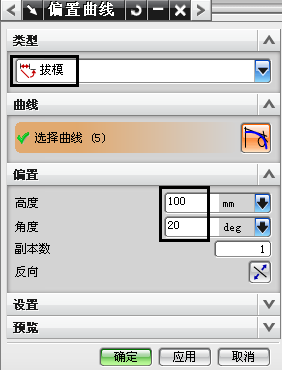 偏置曲线
类型
拔模
曲线
选择曲线 (5)
偏置
高度 100 mm
角度 20 deg
副本数 1
反向
设置
预览
确定 应用 取消